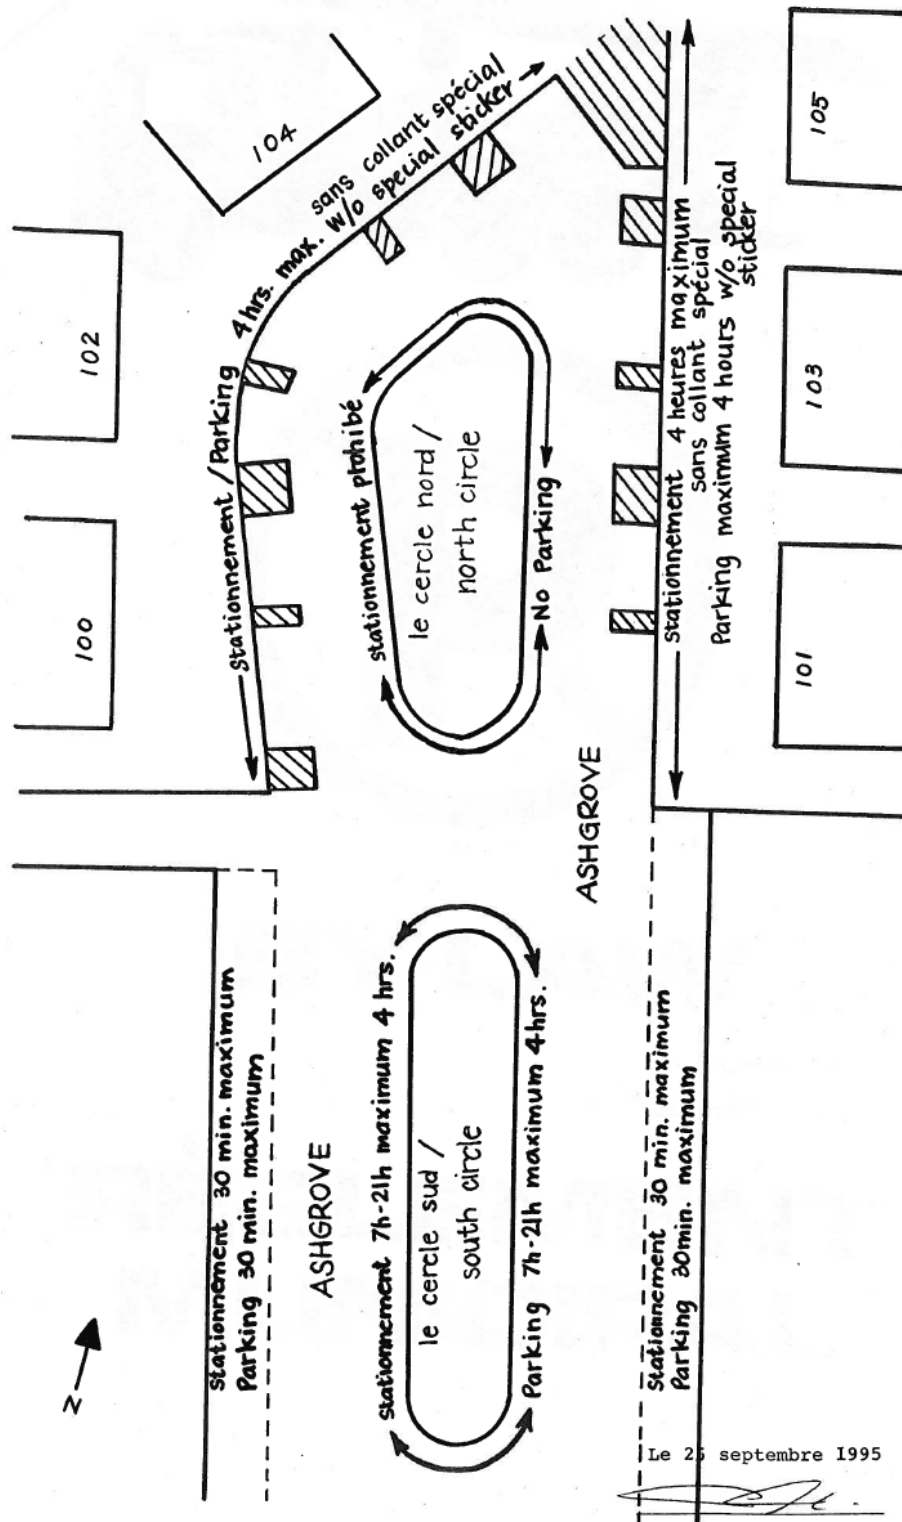 104
sans collant spécial
4 hrs. max. w/o special sticker
Stationnement / Parking
102
100
105
103
101
Stationnement 4 heures maximum
sans collant spécial
Parking maximum 4 hours w/o special
sticker
Stationnement prohibé
le cercle nord /
north circle
No Parking
ASHGROVE
Stationnement 30 min. maximum
Parking 30 min. maximum
ASHGROVE
Stationnement 7h-21h maximum 4 hrs.
le cercle sud /
south circle
Parking 7h-21h maximum 4hrs.
Stationnement 30 min. maximum
Parking 30min. maximum
N
Le septembre I995